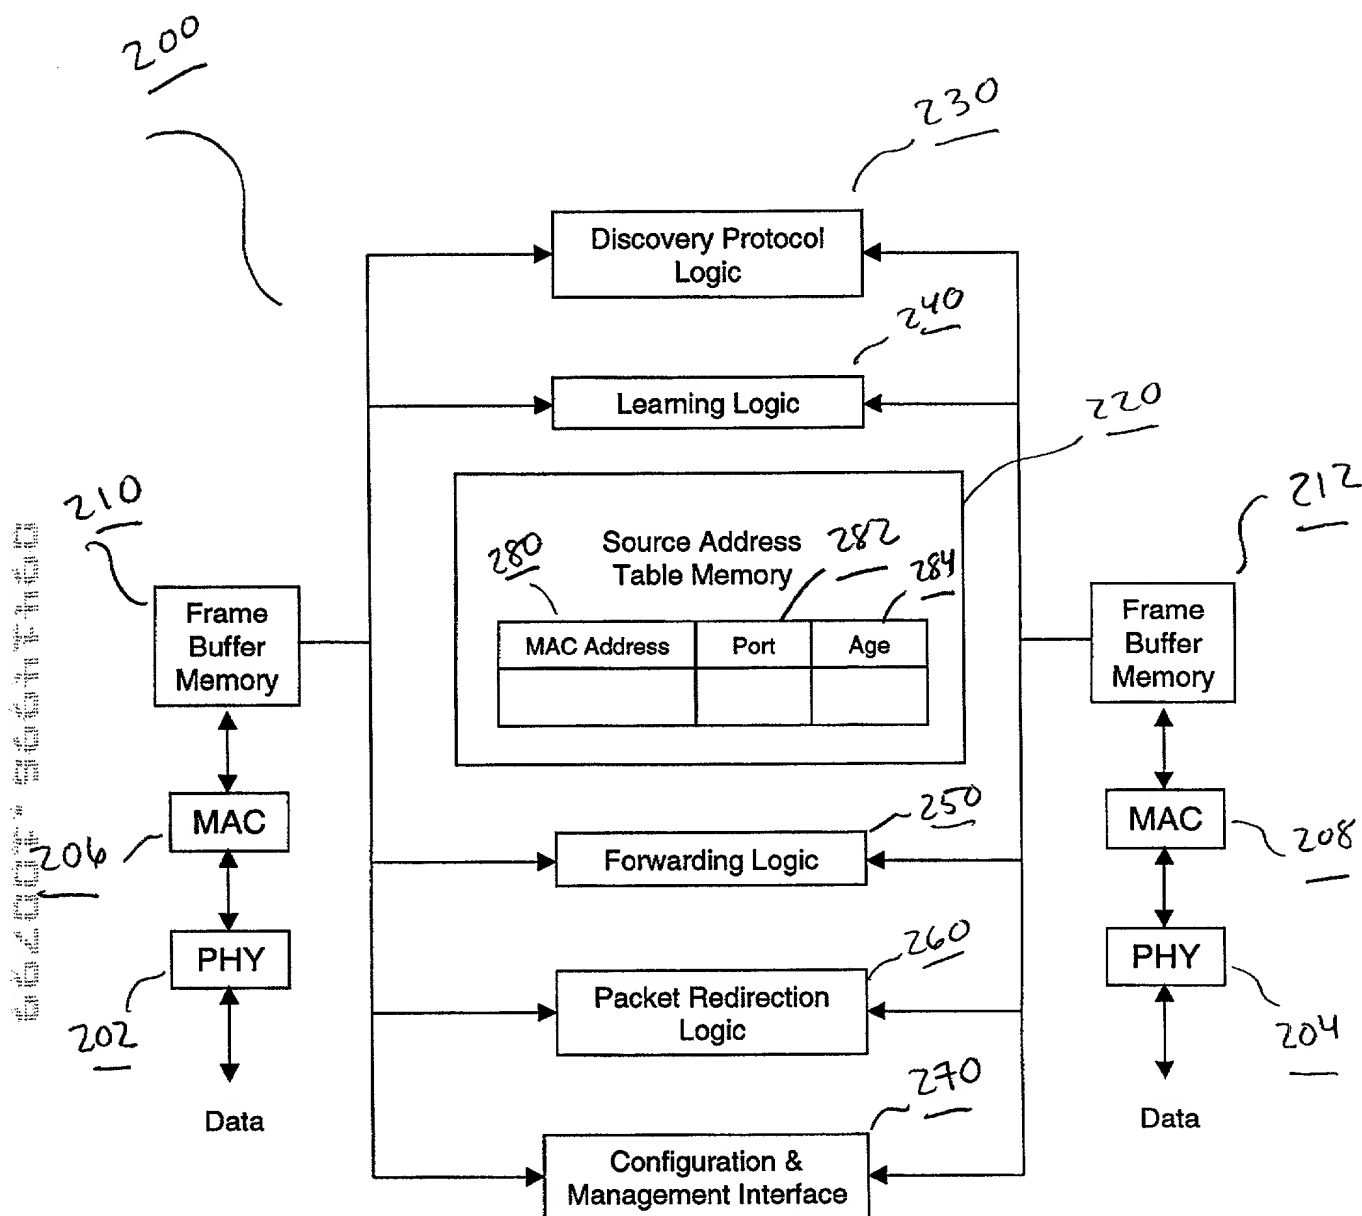 200
230
Discovery Protocol
Logic
240
Learning Logic
220
210
212
280
Source Address
Table Memory
282
284
MAC Address
Port
Age
Frame
Buffer
Memory
Frame
Buffer
Memory
MAC
206
250
Forwarding Logic
MAC
208
PHY
202
260
Packet Redirection
Logic
PHY
204
Data
270
Configuration &
Management Interface
Data